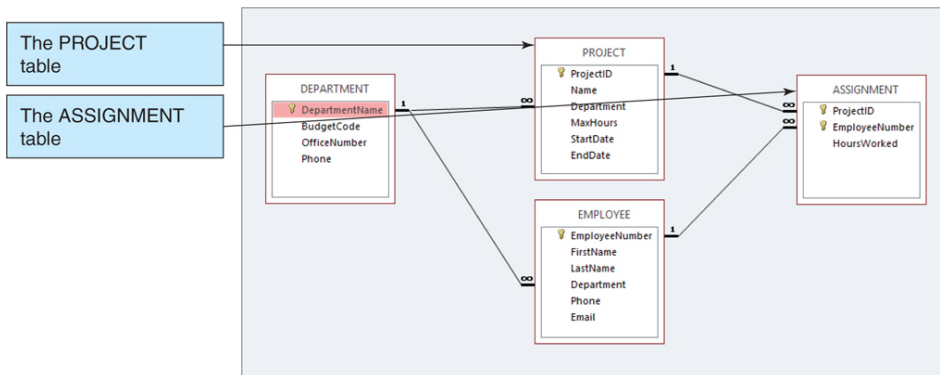 The PROJECT
table
The ASSIGNMENT
table
DEPARTMENT
DepartmentName
BudgetCode
OfficeNumber
Phone
1
∞
PROJECT
ProjectID
Name
Department
MaxHours
StartDate
EndDate
1
∞
EMPLOYEE
EmployeeNumber
FirstName
LastName
Department
Phone
Email
1
∞
ASSIGNMENT
ProjectID
EmployeeNumber
HoursWorked
∞